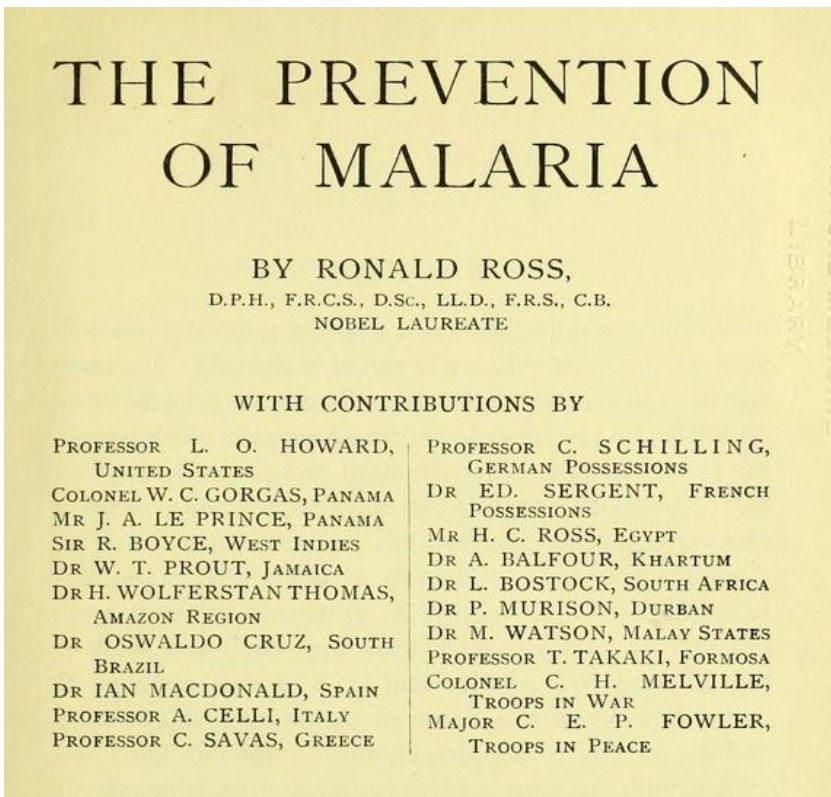 THE PREVENTION
OF MALARIA
BY RONALD ROSS,
D.P.H., F.R.C.S., D.Sc., LL.D., F.R.S., C.B.
NOBEL LAUREATE
WITH CONTRIBUTIONS BY
PROFESSOR L. O. HOWARD,
UNITED STATES
COLONEL W. C. GORGAS, PANAMA
MR J. A. LE PRINCE, PANAMA
SIR R. BOYCE, WEST INDIES
DR W. T. PROUT, JAMAICA
DR H. WOLFERSTAN THOMAS,
AMAZON REGION
DR OSWALDO CRUZ, SOUTH
BRAZIL
DR IAN MACDONALD, SPAIN
PROFESSOR A. CELLI, ITALY
PROFESSOR C. SAVAS, GREECE
PROFESSOR C. SCHILLING,
GERMAN POSSESSIONS
DR ED. SERGENT, FRENCH
POSSESSIONS
MR H. C. ROSS, EGYPT
DR A. BALFOUR, KHARTUM
DR L. BOSTOCK, SOUTH AFRICA
DR P. MURISON, DURBAN
DR M. WATSON, MALAY STATES
PROFESSOR T. TAKAKI, FORMOSA
COLONEL C. H. MELVILLE,
TROOPS IN WAR
MAJOR C. E. P. FOWLER,
TROOPS IN PEACE
LIBRARY